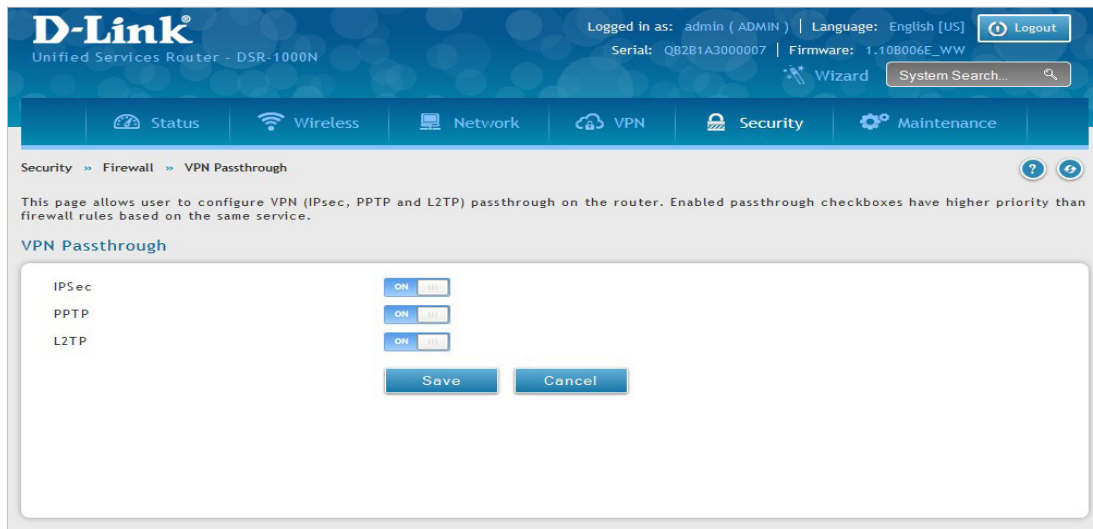 D-Link®
Unified Services Router - DSR-1000N
Logged in as: admin ( ADMIN ) | Language: English [US]
Logout
Serial: QB2B1A3000007 | Firmware: 1.10B006E_WW
Wizard
System Search...
Status
Wireless
Network
VPN
Security
Maintenance
Security » Firewall » VPN Passthrough
?
This page allows user to configure VPN (IPsec, PPTP and L2TP) passthrough on the router. Enabled passthrough checkboxes have higher priority than
firewall rules based on the same service.
VPN Passthrough
IPSec
ON
PPTP
ON
L2TP
ON
Save
Cancel